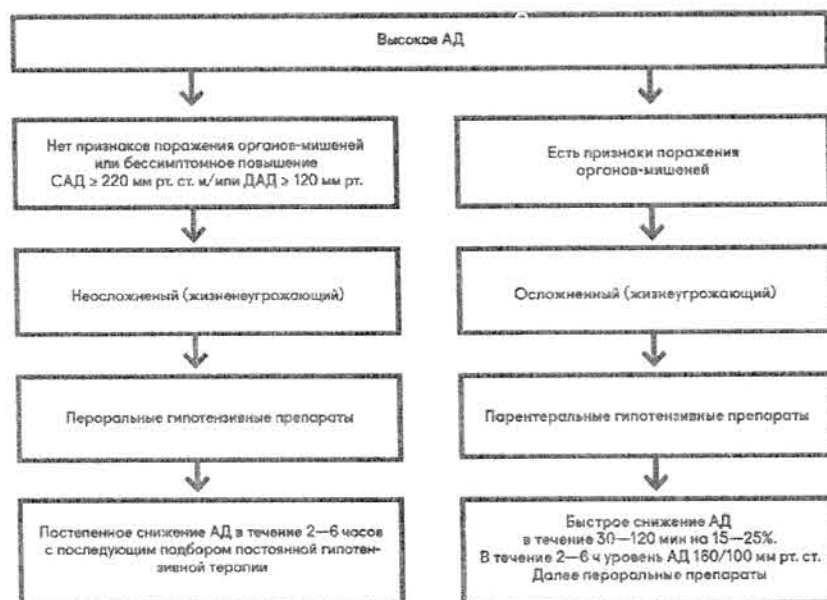 Высокое АД
Нет признаков поражения органов-мишеней
или бессимптомное повышение
САД ≥ 220 мм рт. ст. и/или ДАД ≥ 120 мм рт.
Есть признаки поражения
органов-мишеней
Неосложненый (жизненеугрожающий)
Осложненный (жизнеугрожающий)
Пероральные гипотензивные препараты
Парентеральные гипотензивные препараты
Постепенное снижение АД в течение 2—6 часов
с последующим подбором постоянной гипотен-
зивной терапии
Быстрое снижение АД
в течение 30—120 мин на 15—25%.
В течение 2—6 ч уровень АД 160/100 мм рт. ст.
Далее пероральные препараты